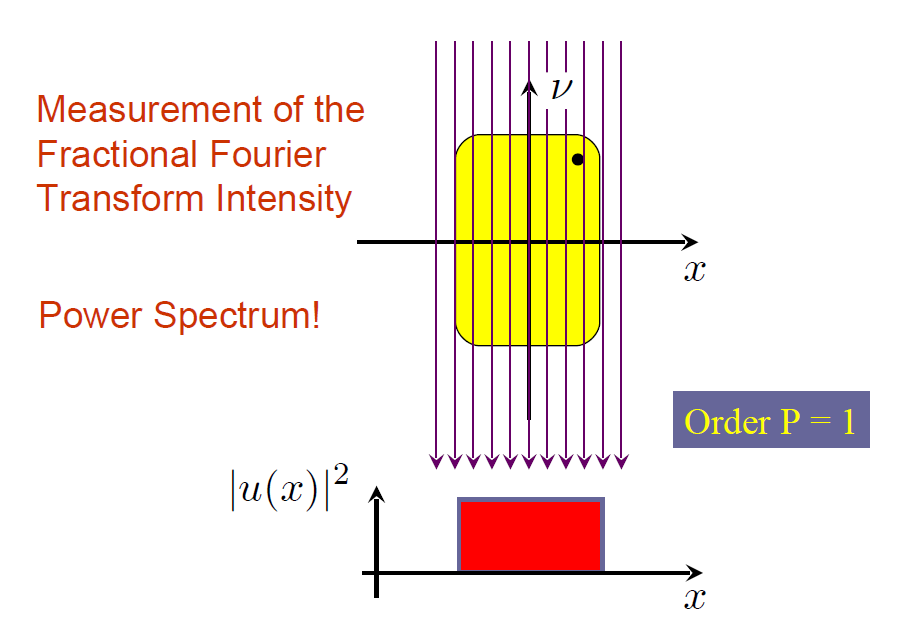 ν
Measurement of the
Fractional Fourier
Transform Intensity
x
Power Spectrum!
Order P = 1
|u(x)|²
x